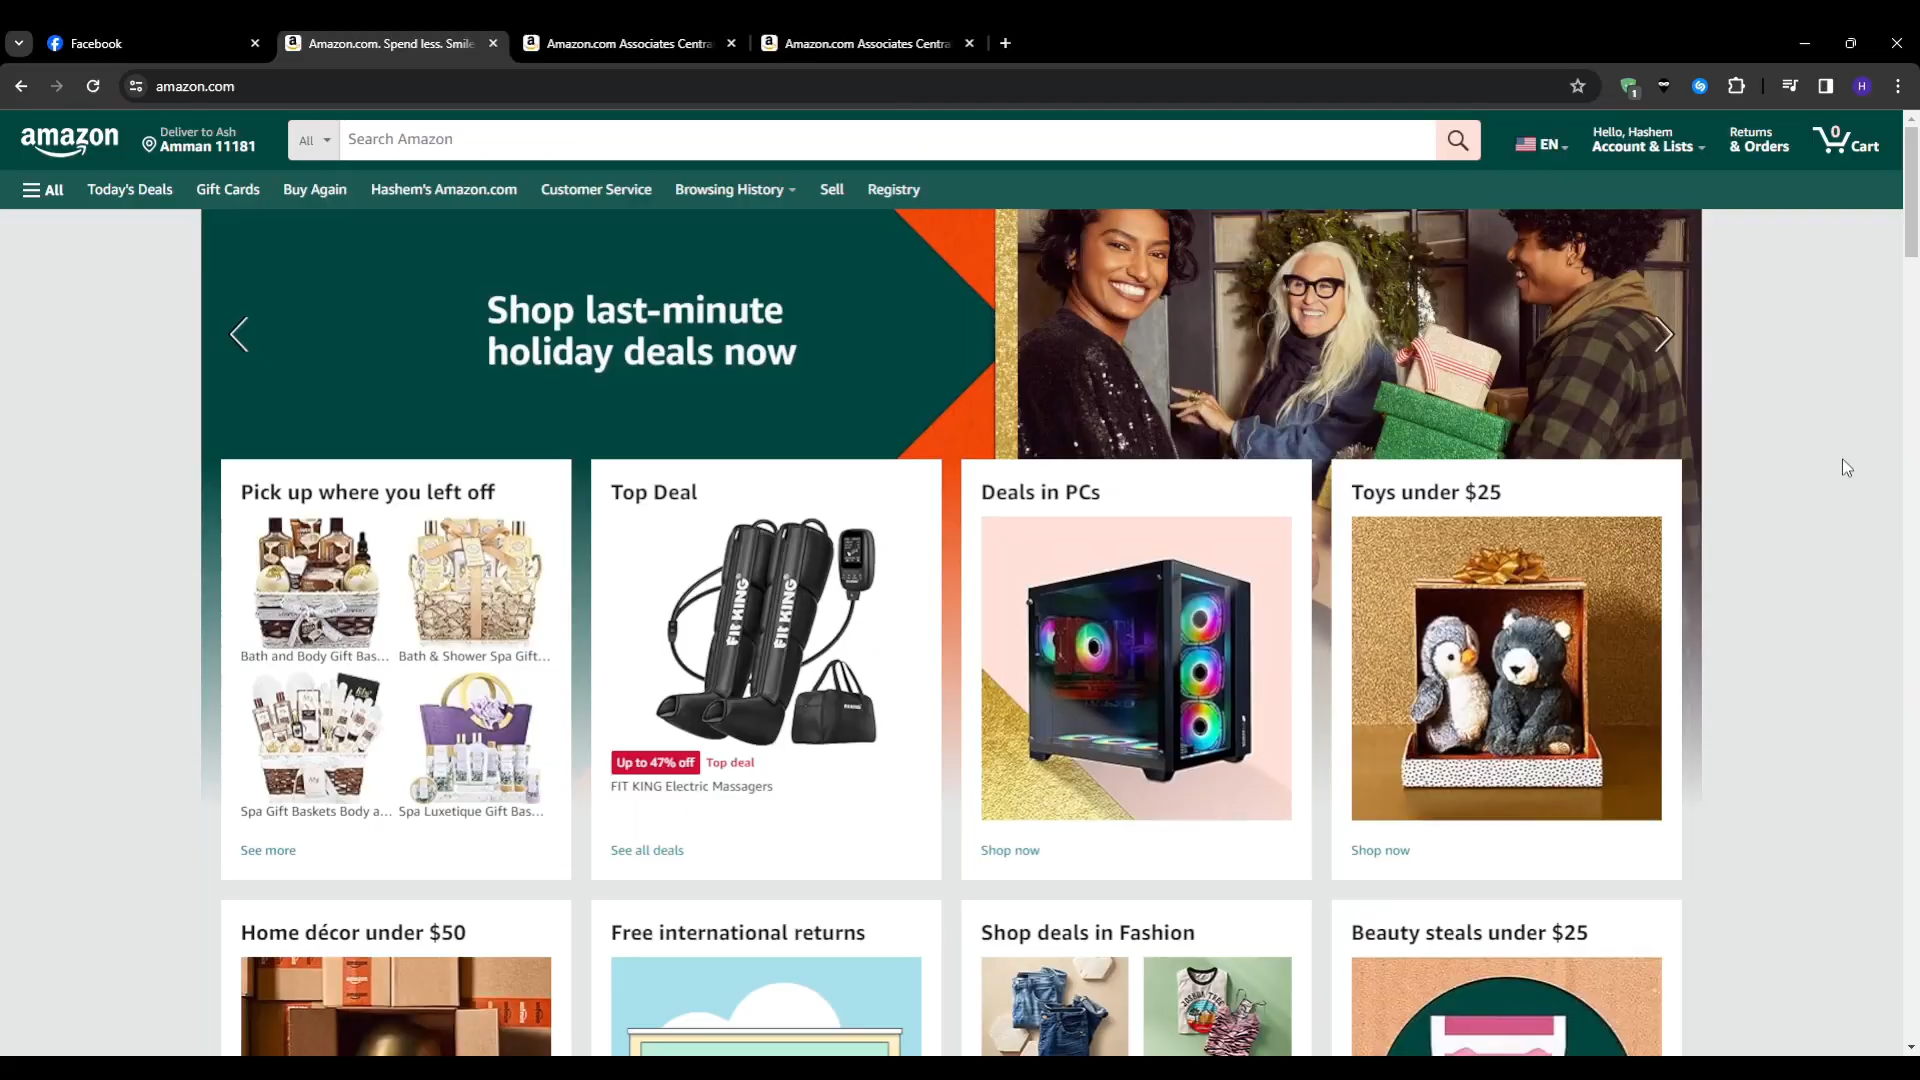 Facebook
Amazon.com. Spend less. Smile
Amazon.com Associates Centra
Amazon.com Associates Centra
amazon.com
1
H
amazon
Deliver to Ash
Amman 11181
All
Search Amazon
EN
Hello, Hashem
Account & Lists
Returns
& Orders
0
Cart
All
Today's Deals
Gift Cards
Buy Again
Hashem's Amazon.com
Customer Service
Browsing History
Sell
Registry
Shop last-minute
holiday deals now
Pick up where you left off
Bath and Body Gift Bas...
Bath & Shower Spa Gift...
Spa Gift Baskets Body a...
Spa Luxetique Gift Bas...
See more
Top Deal
FIT KING
FIT KING
Up to 47% off
Top deal
FIT KING Electric Massagers
See all deals
Deals in PCs
Shop now
Toys under $25
Shop now
Home décor under $50
Free international returns
Shop deals in Fashion
JOSHUA TREE
Beauty steals under $25